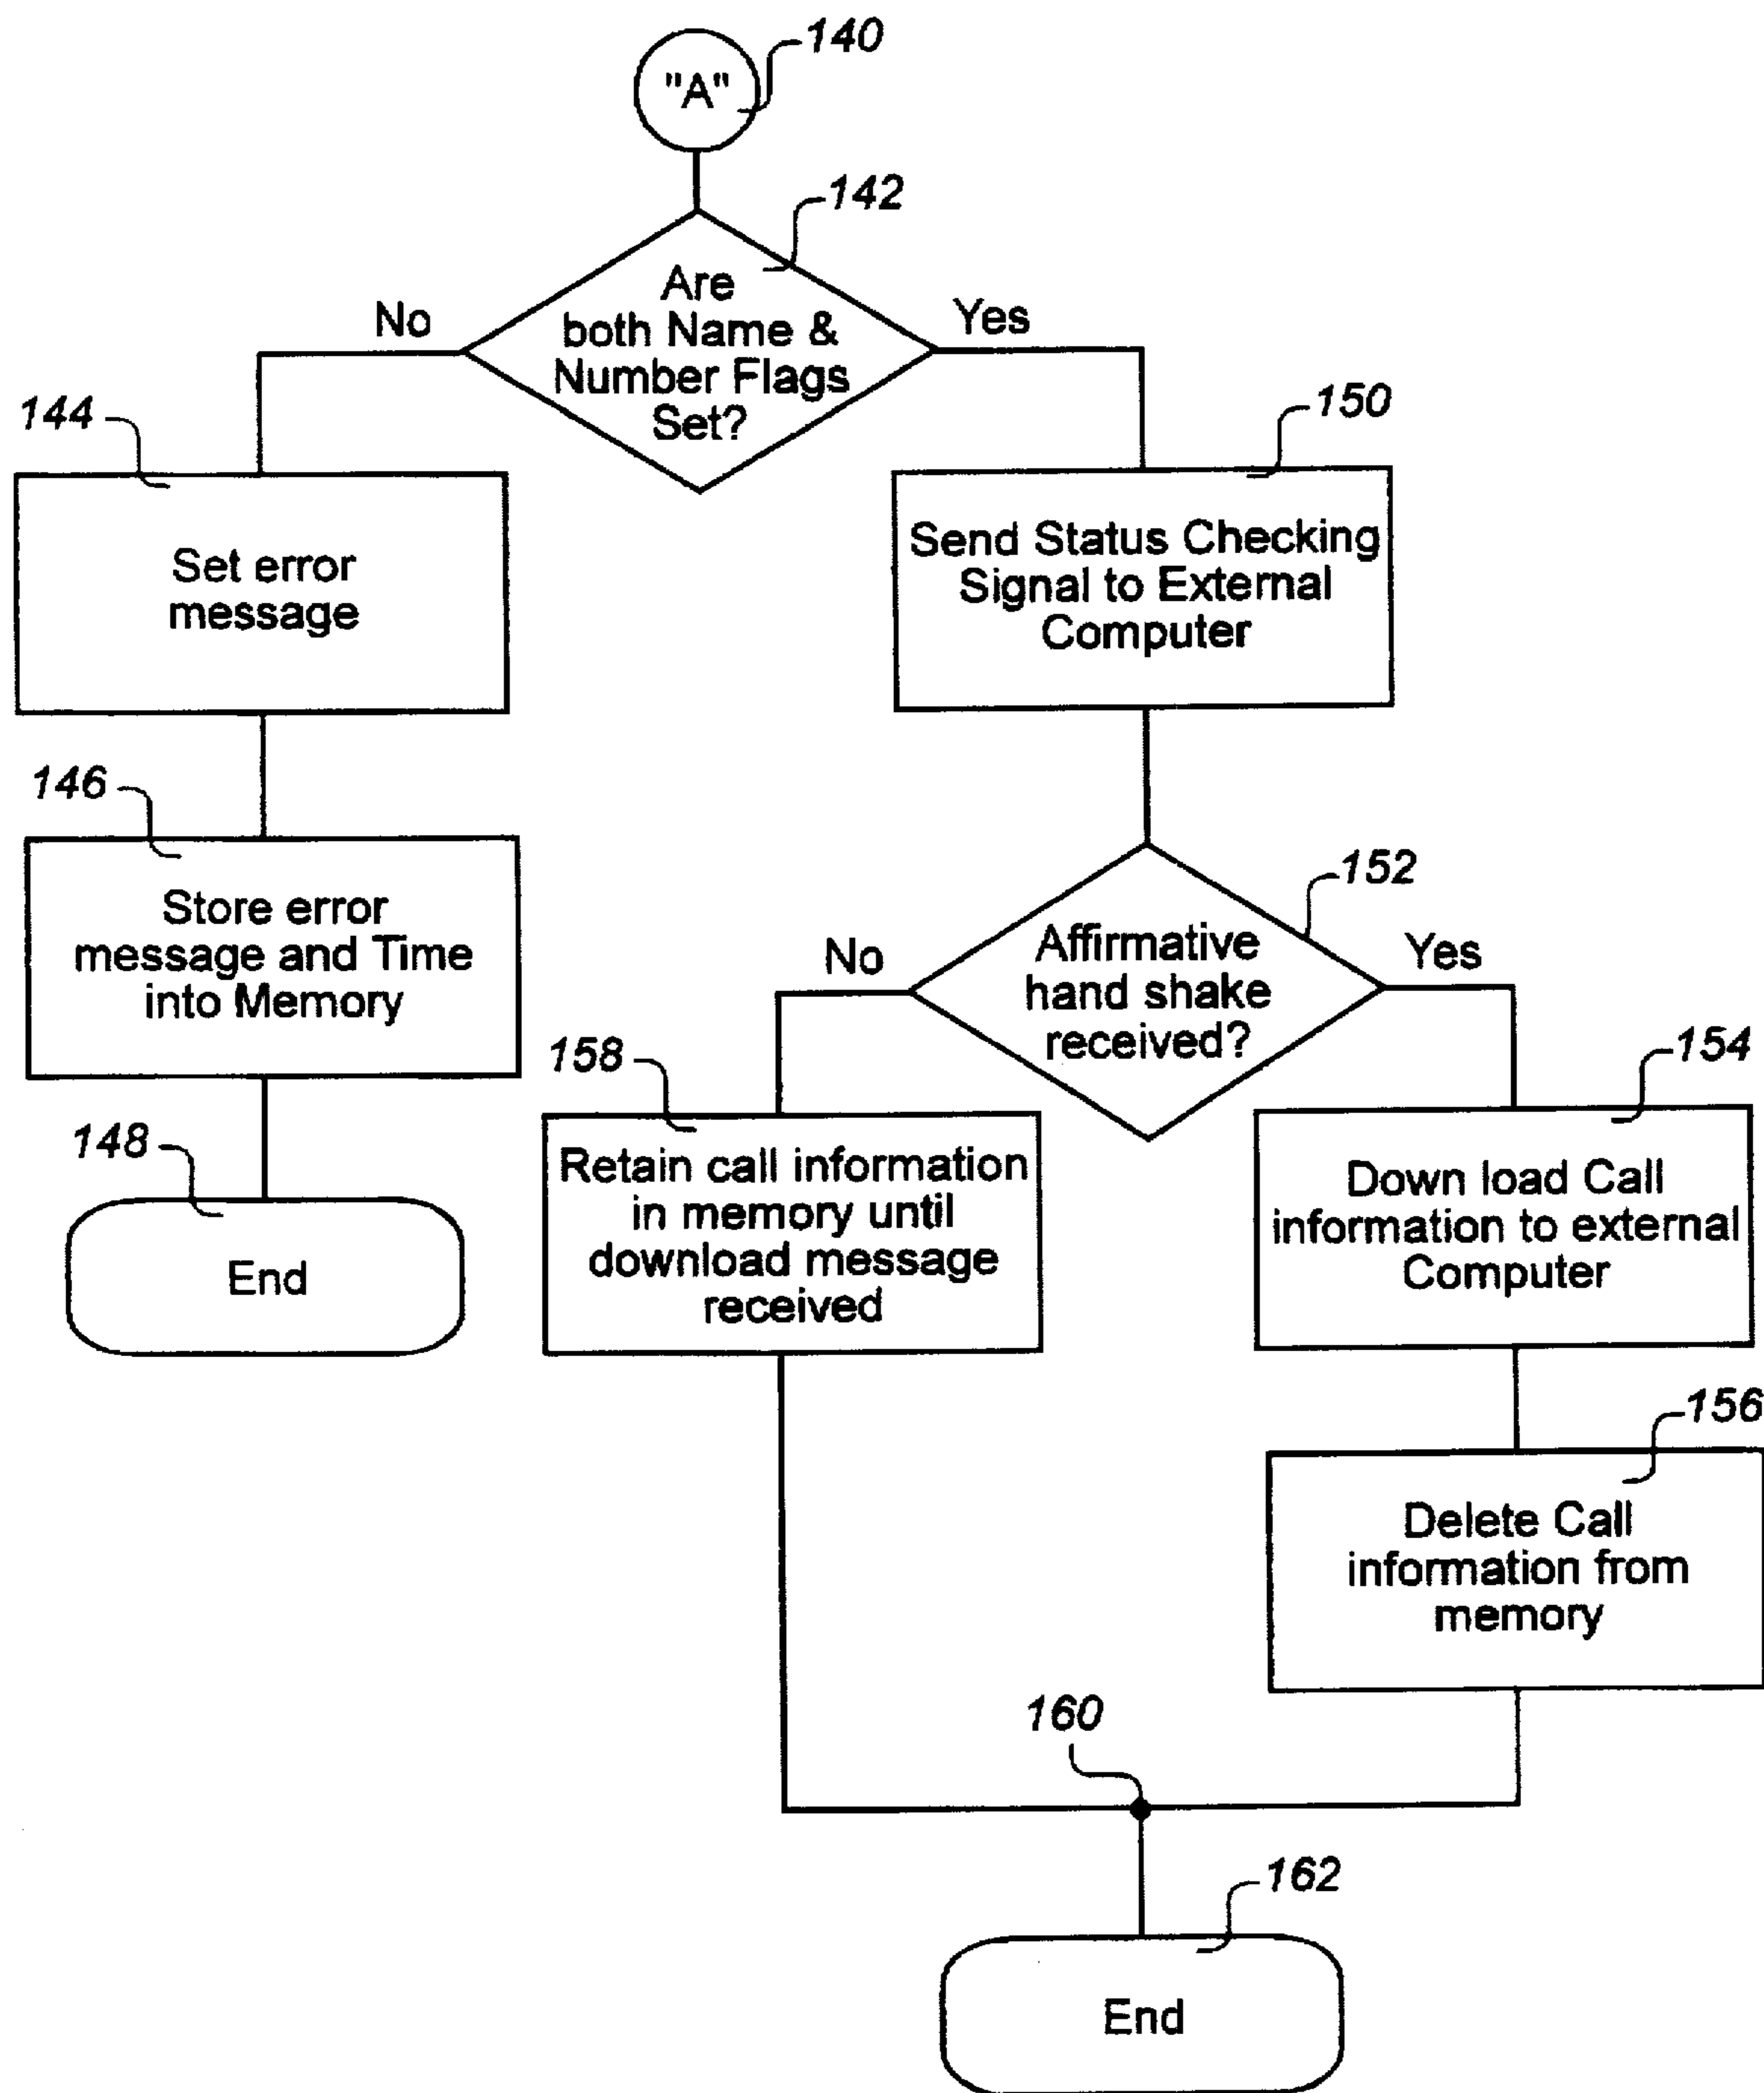 140
"A"
142
Are
both Name &
Number Flags
Set?
No
Yes
144
Set error
message
150
Send Status Checking
Signal to External
Computer
146
Store error
message and Time
into Memory
148
End
152
Affirmative
hand shake
received?
No
Yes
158
Retain call information
in memory until
download message
received
154
Down load Call
information to external
Computer
156
Delete Call
information from
memory
160
162
End